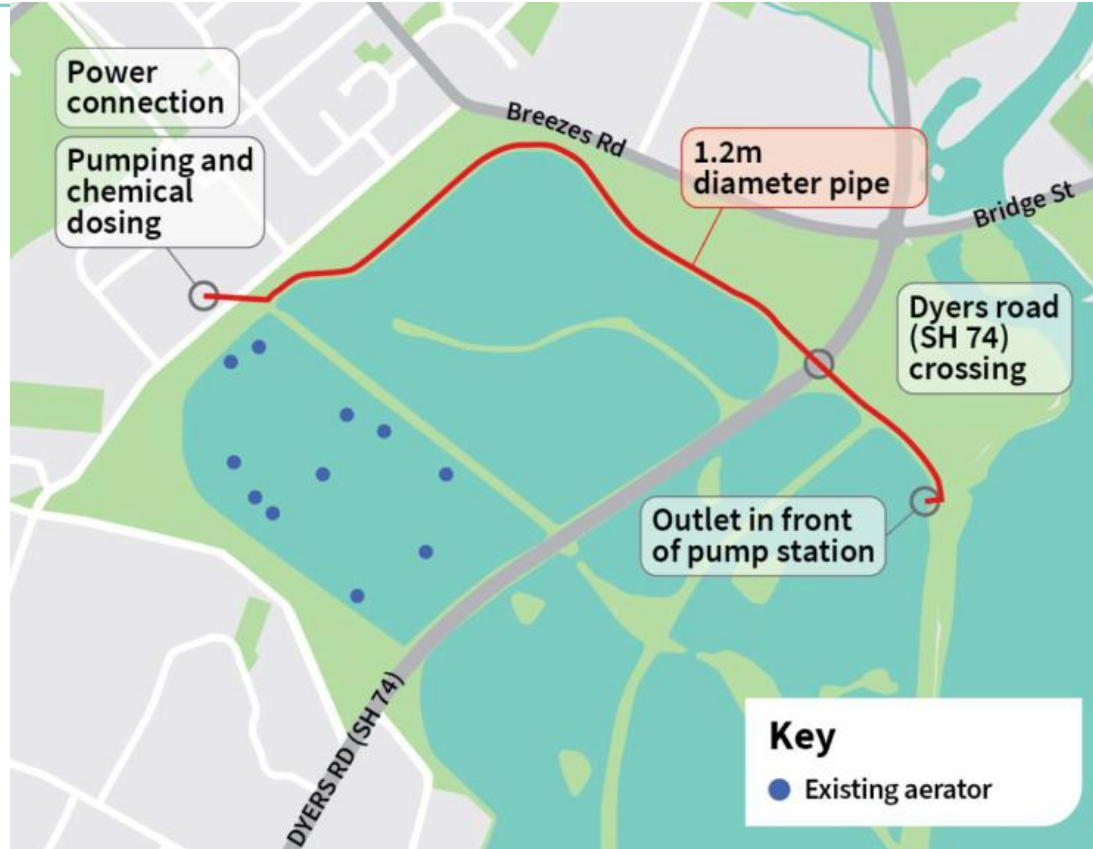 Power
connection
Pumping and
chemical
dosing
Breezes Rd
1.2m
diameter pipe
Bridge St
Dyers road
(SH 74)
crossing
Outlet in front
of pump station
DYERS RD (SH 74)
Key
Existing aerator